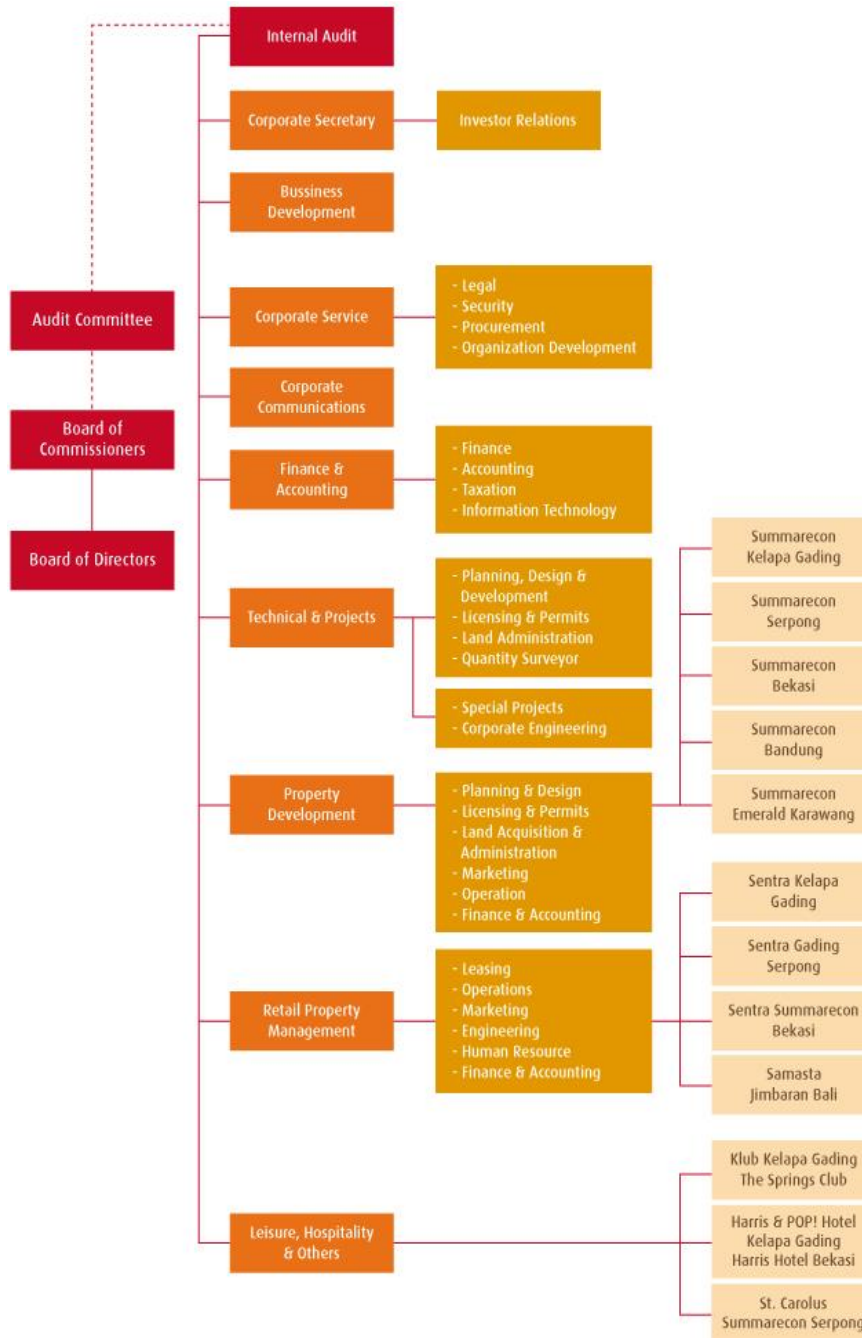 Internal Audit
Corporate Secretary
Investor Relations
Bussiness
Development
Audit Committee
Corporate Service
- Legal
- Security
- Procurement
- Organization Development
Corporate
Communications
Board of
Commissioners
Finance &
Accounting
- Finance
- Accounting
- Taxation
- Information Technology
Board of Directors
Technical & Projects
- Planning, Design &
Development
- Licensing & Permits
- Land Administration
- Quantity Surveyor
- Special Projects
- Corporate Engineering
Property
Development
- Planning & Design
- Licensing & Permits
- Land Acquisition &
Administration
- Marketing
- Operation
- Finance & Accounting
Summarecon
Kelapa Gading
Summarecon
Serpong
Summarecon
Bekasi
Summarecon
Bandung
Summarecon
Emerald Karawang
Retail Property
Management
- Leasing
- Operations
- Marketing
- Engineering
- Human Resource
- Finance & Accounting
Sentra Kelapa
Gading
Sentra Gading
Serpong
Sentra Summarecon
Bekasi
Samasta
Jimbaran Bali
Leisure, Hospitality
& Others
Klub Kelapa Gading
The Springs Club
Harris & POP! Hotel
Kelapa Gading
Harris Hotel Bekasi
St. Carolus
Summarecon Serpong